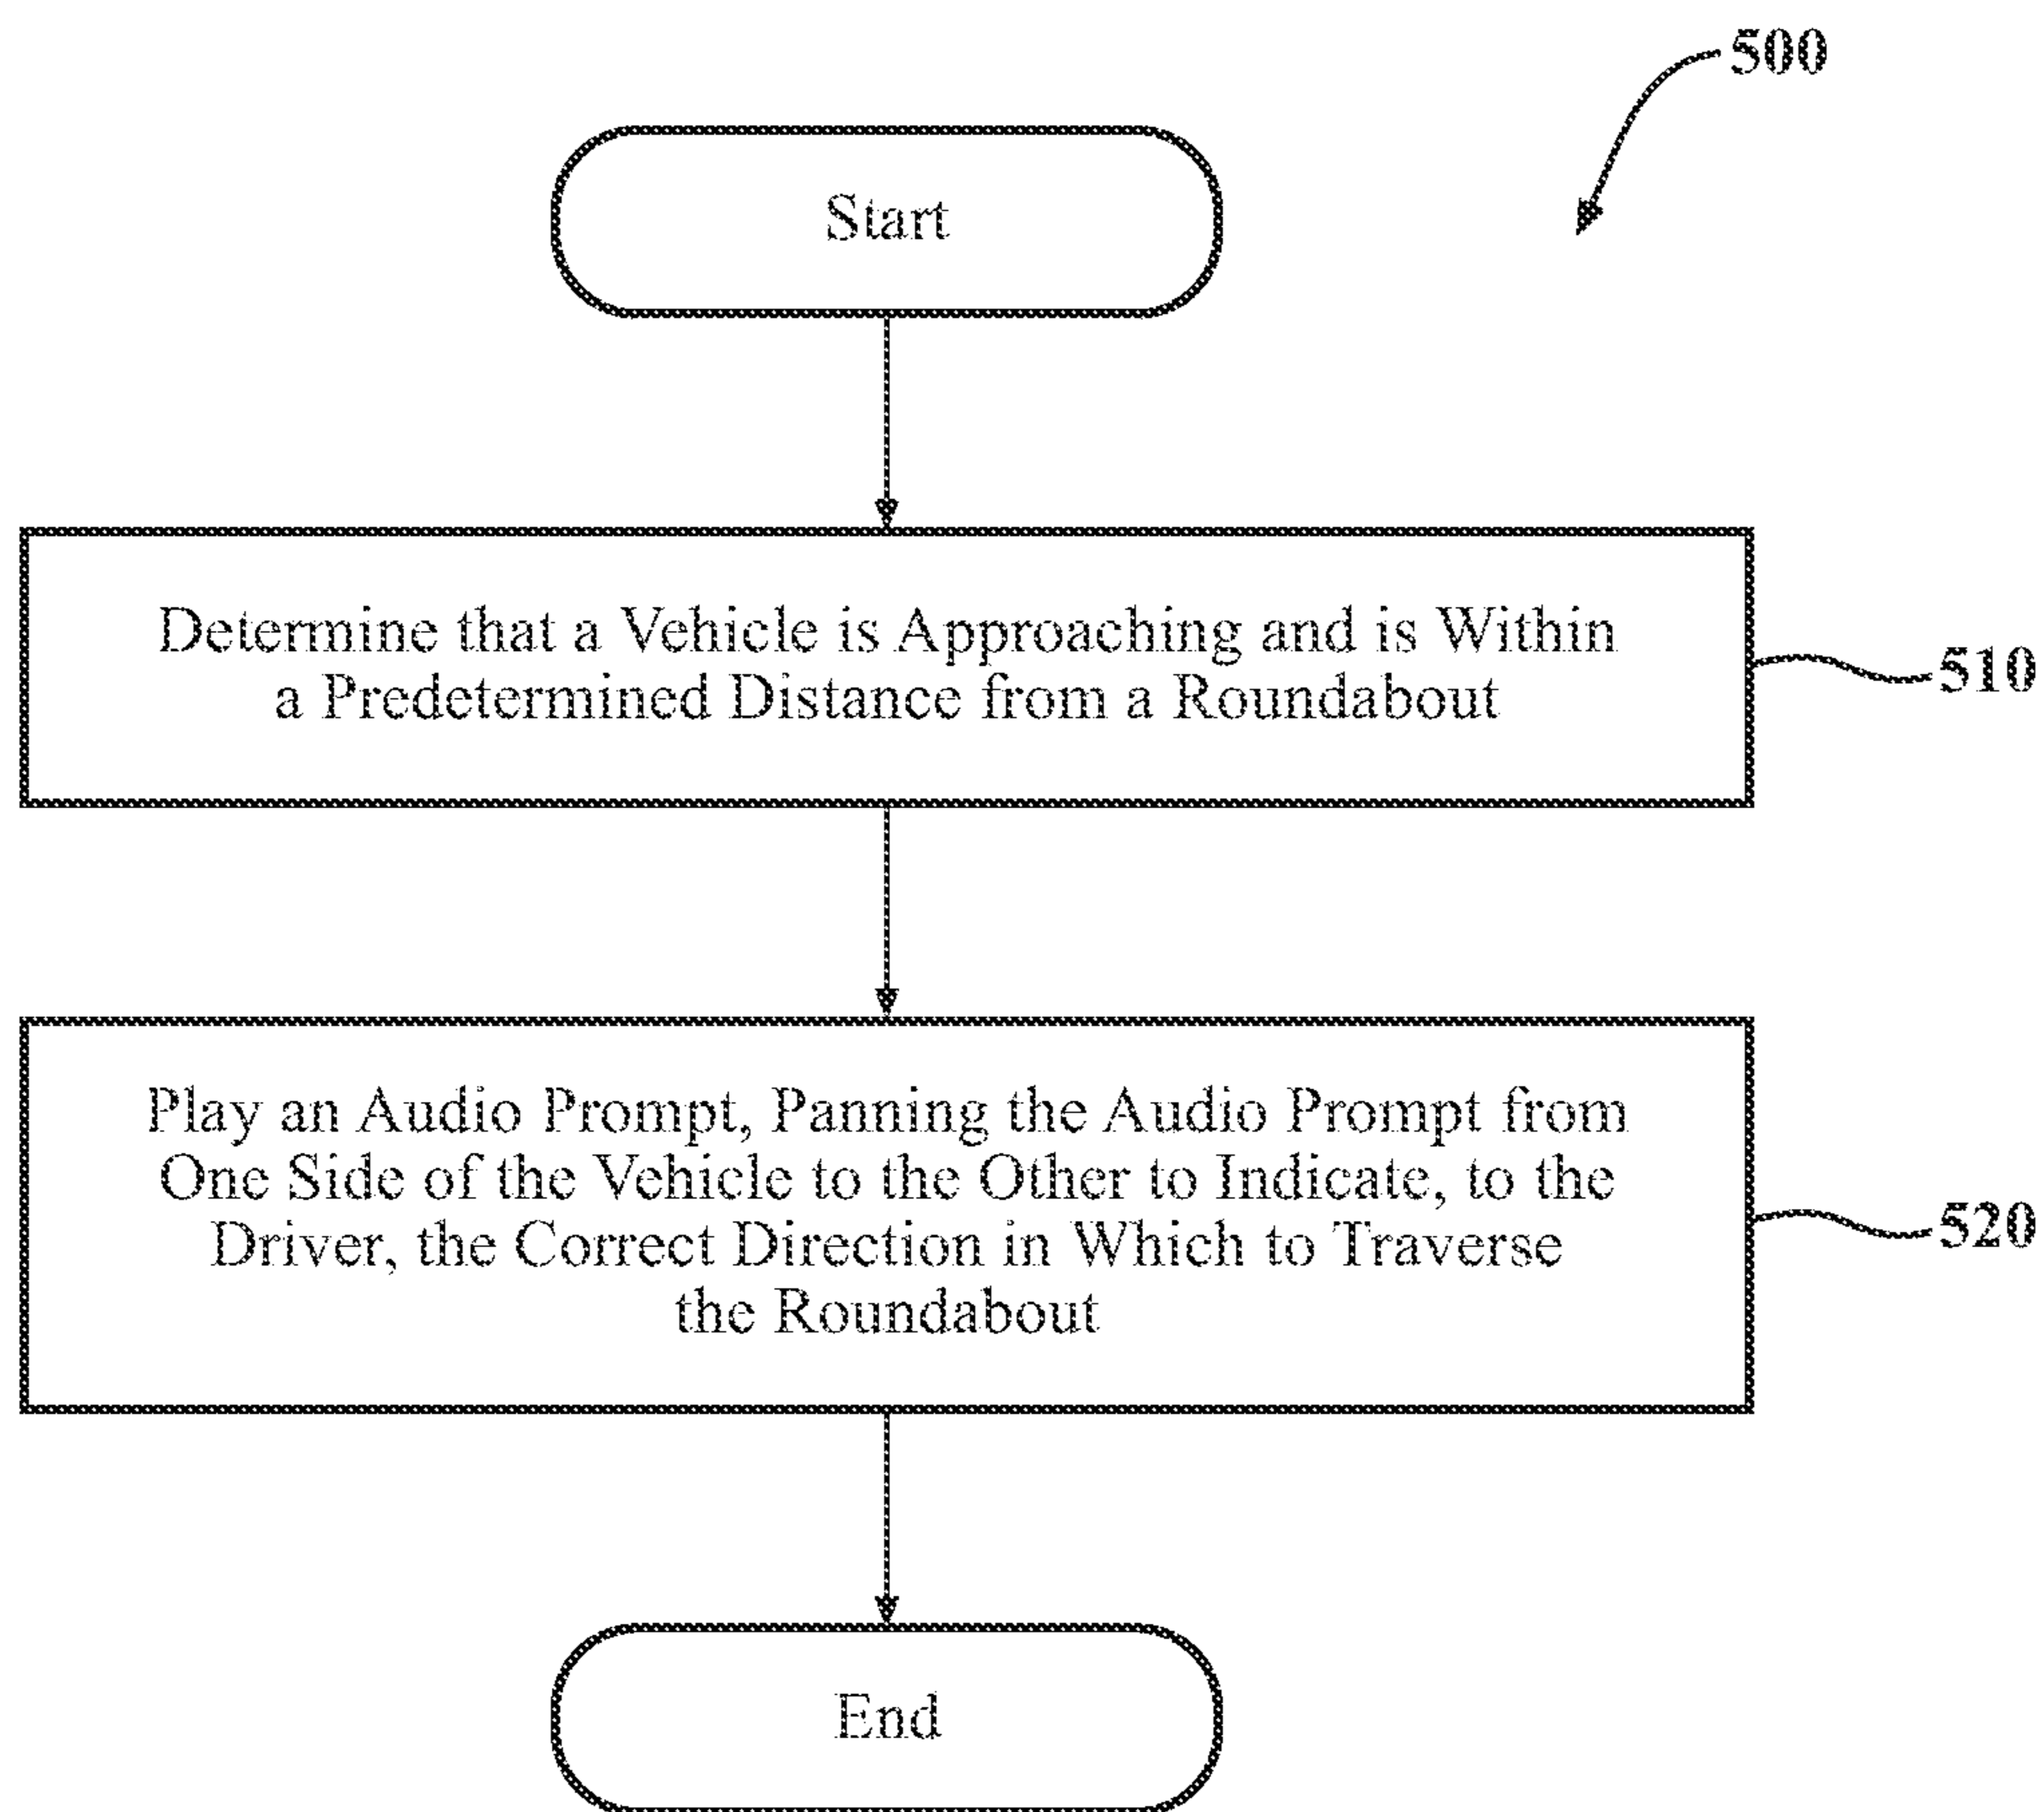 500
Start
Determine that a Vehicle is Approaching and is Within
a Predetermined Distance from a Roundabout
510
Play an Audio Prompt, Panning the Audio Prompt from
One Side of the Vehicle to the Other to Indicate, to the
Driver, the Correct Direction in Which to Traverse
the Roundabout
520
End